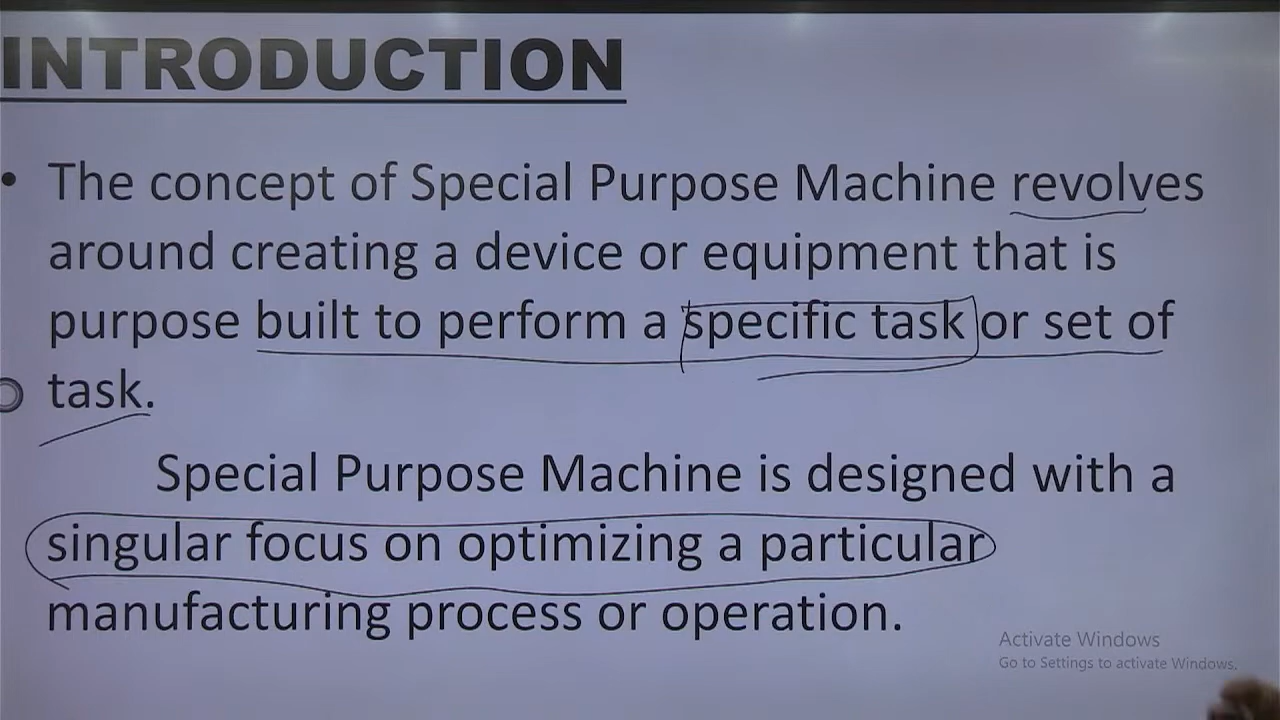 INTRODUCTION
• The concept of Special Purpose Machine revolves
around creating a device or equipment that is
purpose built to perform a specific task or set of
task.
Special Purpose Machine is designed with a
singular focus on optimizing a particular
manufacturing process or operation.
Activate Windows
Go to Settings to activate Windows.